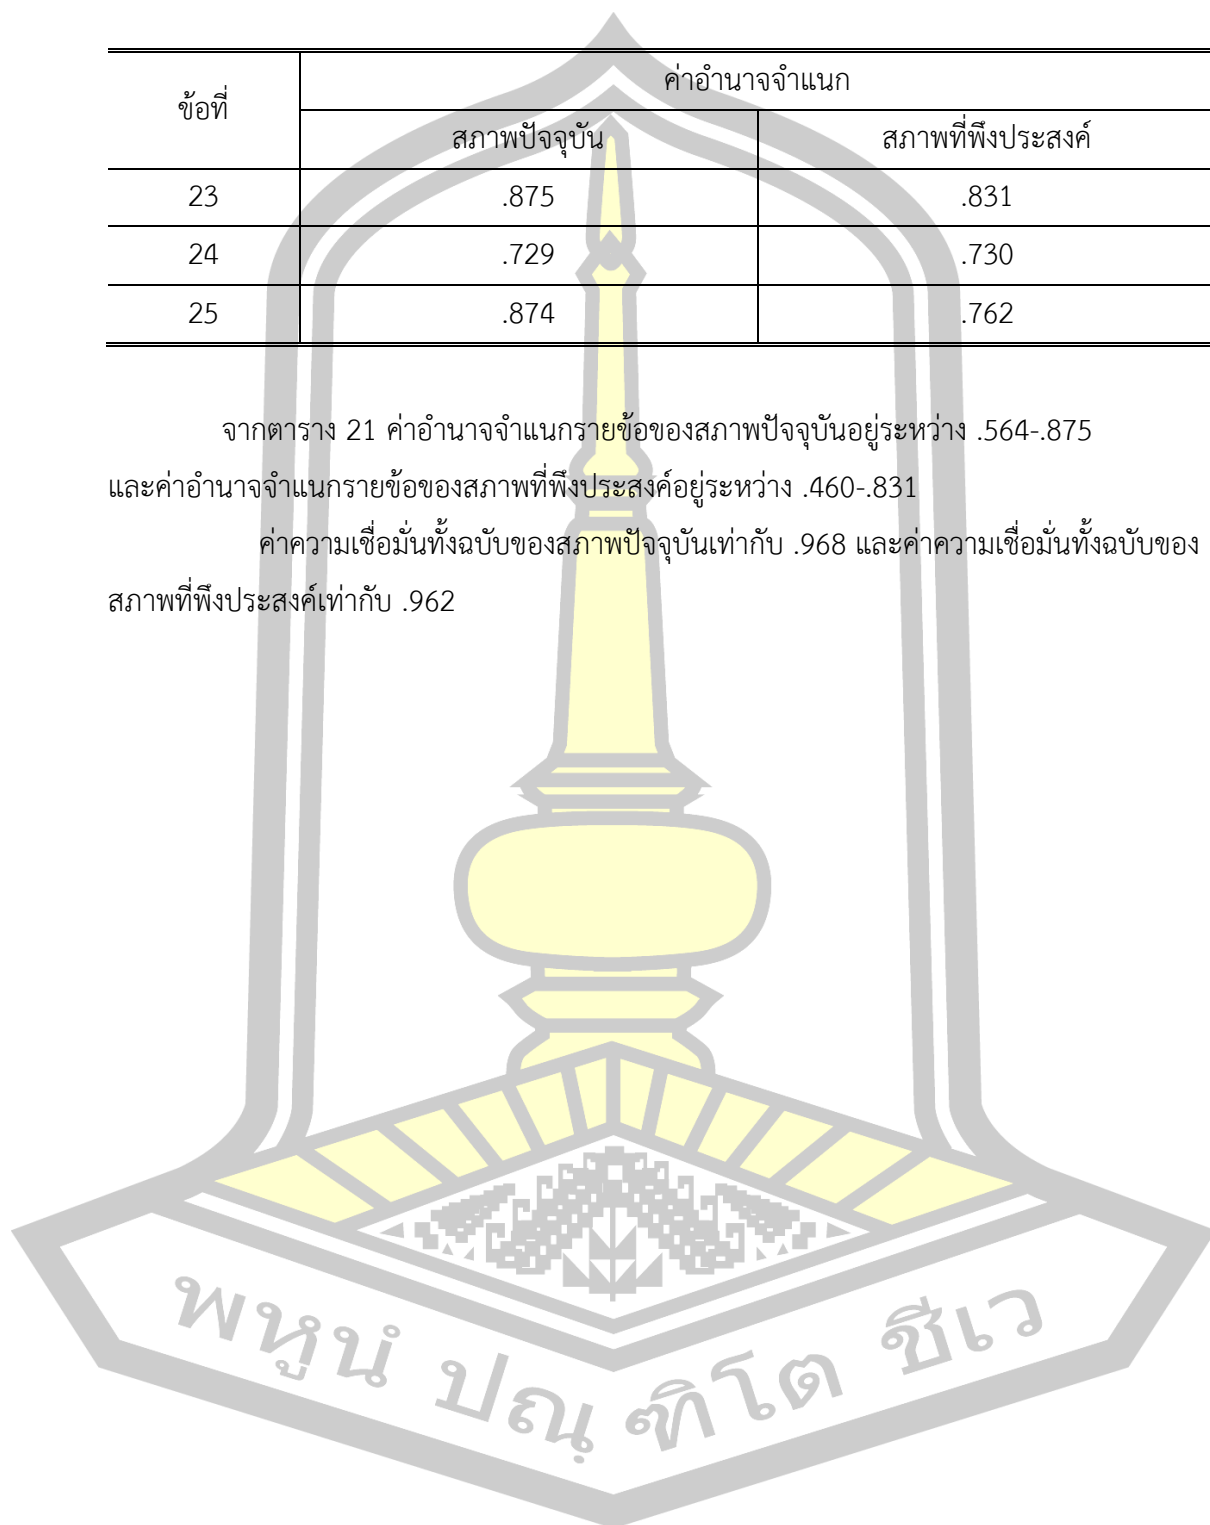 ข้อที่ ค่าอำนาจจำแนก
สภาพปัจจุบัน สภาพที่พึงประสงค์
23 .875 .831
24 .729 .730
25 .874 .762
จากตาราง 21 ค่าอำนาจจำแนกรายข้อของสภาพปัจจุบันอยู่ระหว่าง .564-.875
และค่าอำนาจจำแนกรายข้อของสภาพที่พึงประสงค์อยู่ระหว่าง .460-.831
ค่าความเชื่อมั่นทั้งฉบับของสภาพปัจจุบันเท่ากับ .968 และค่าความเชื่อมั่นทั้งฉบับของ
สภาพที่พึงประสงค์เท่ากับ .962
พหูนํ ปณฺฑิโต ชีเว